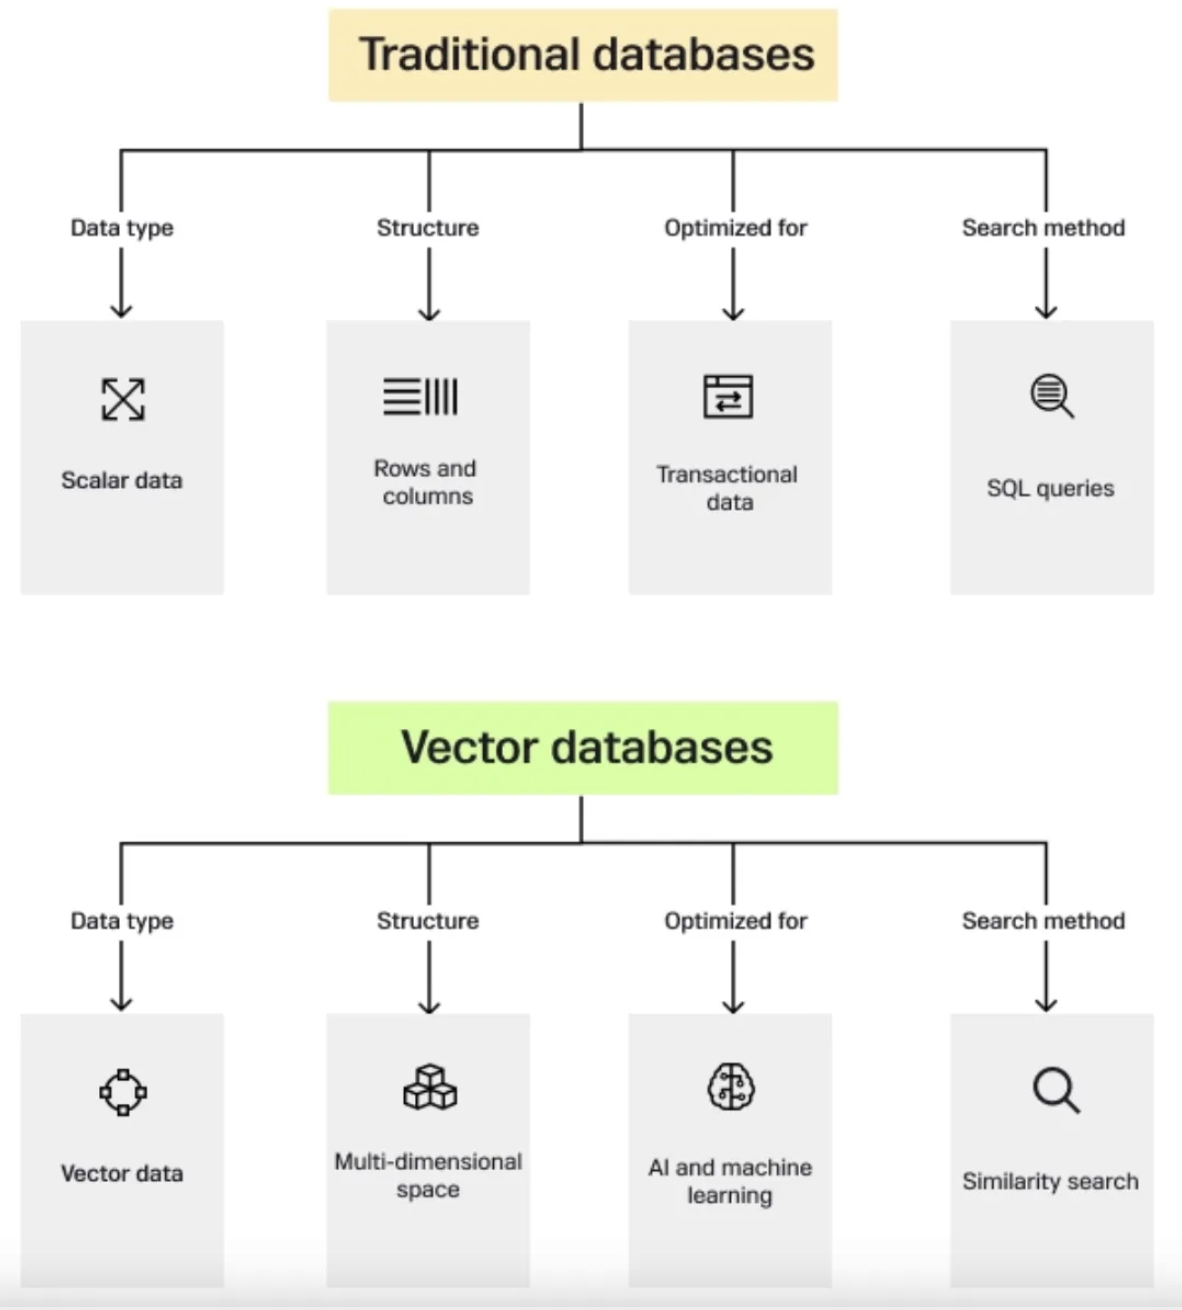 Traditional databases
Data type
Structure
Optimized for
Search method
Scalar data
Rows and
columns
Transactional
data
SQL queries
Vector databases
Data type
Structure
Optimized for
Search method
Vector data
Multi-dimensional
space
AI and machine
learning
Similarity search